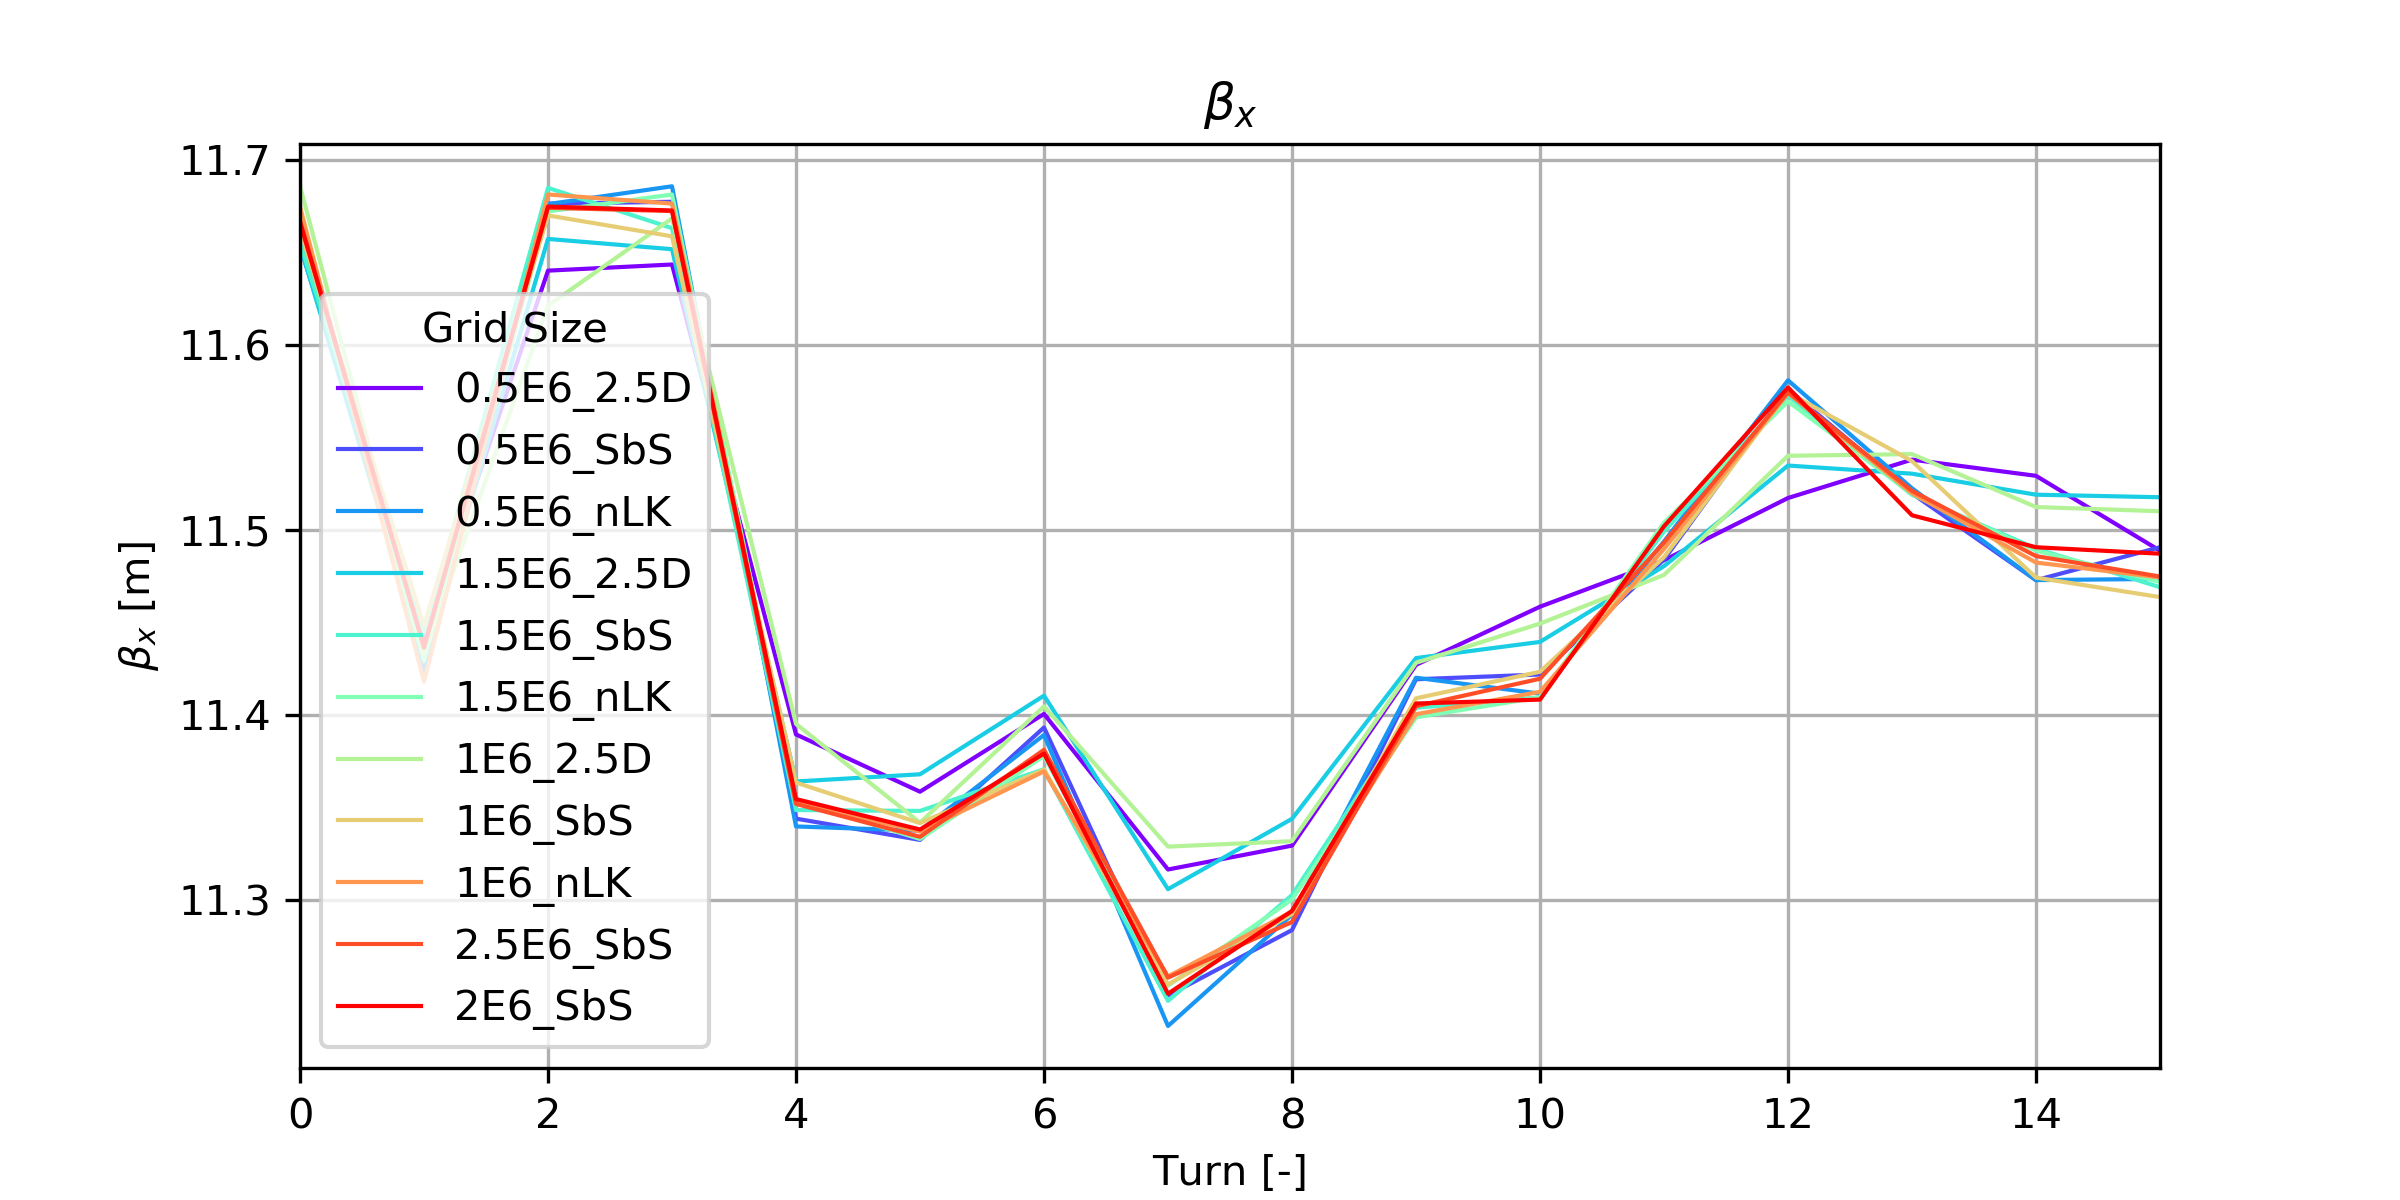 βx
11.7
11.6
11.5
11.4
11.3
βx [m]
Grid Size
0.5E6_2.5D
0.5E6_SbS
0.5E6_nLK
1.5E6_2.5D
1.5E6_SbS
1.5E6_nLK
1E6_2.5D
1E6_SbS
1E6_nLK
2.5E6_SbS
2E6_SbS
0 2 4 6 8 10 12 14
Turn [-]